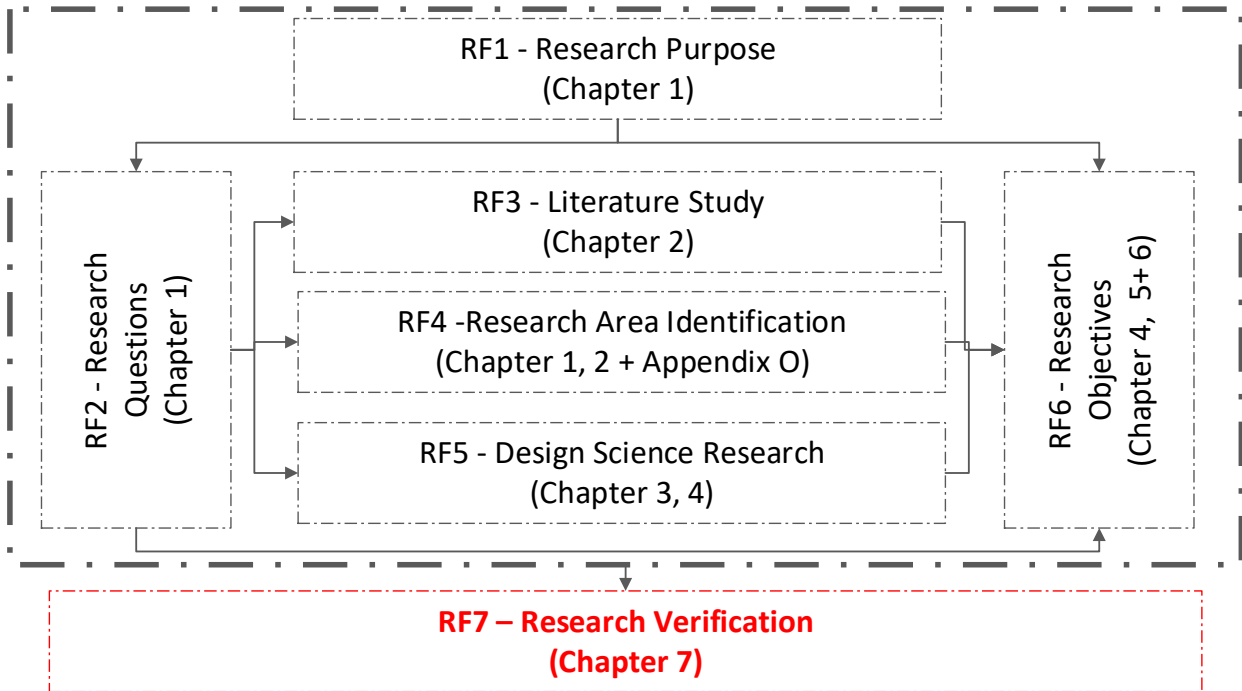 RF1 - Research Purpose
(Chapter 1)
RF2 - Research
Questions
(Chapter 1)
RF3 - Literature Study
(Chapter 2)
RF4 -Research Area Identification
(Chapter 1, 2 + Appendix O)
RF5 - Design Science Research
(Chapter 3, 4)
RF6 - Research
Objectives
(Chapter 4, 5+ 6)
RF7 – Research Verification
(Chapter 7)